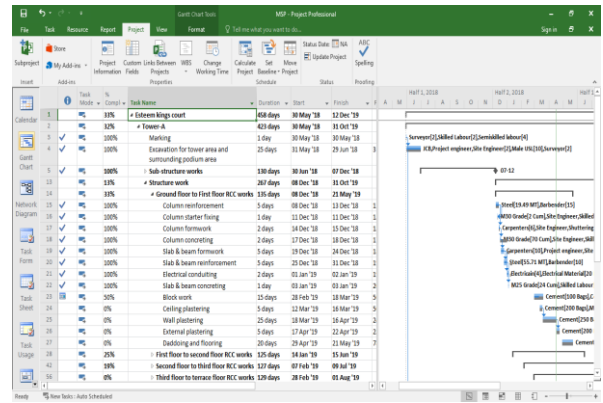 Gantt Chart Tools
MSP - Project Professional
File Task Resource Report Project View Format Tell me what you want to do... Sign in Share
Subproject
Store
My Add-ins
Project Information
Custom Fields
Links Between Projects
WBS
Change Working Time
Calculate Project
Set Baseline
Move Project
Status Date: NA
Update Project
ABC
Spelling
Insert Add-ins Properties Schedule Status Proofing
Task Mode % Compl Task Name Duration Start Finish
Half 1, 2018 Half 2, 2018 Half 1
A M J J A S O N D J F M A M J J
1 33% Esteem kings court 458 days 30 May '18 12 Dec '19
2 32% Tower-A 423 days 30 May '18 31 Oct '19
3 100% Marking 1 day 30 May '18 30 May '18 Surveyor[2],Skilled Labour[2],Semiskilled labour[4]
4 100% Excavation for tower area and surrounding podium area 25 days 31 May '18 29 Jun '18 JCB,Project engineer,Site Engineer[2],Male USL[10],Surveyor[2]
5 100% Sub-structure works 130 days 30 Jun '18 07 Dec '18 07-12
13 13% Structure work 267 days 08 Dec '18 31 Oct '19
14 33% Ground floor to First floor RCC works 135 days 08 Dec '18 21 May '19
15 100% Column reinforcement 5 days 08 Dec '18 13 Dec '18 Steel[19.49 MT],Barbender[15]
16 100% Column starter fixing 1 day 11 Dec '18 11 Dec '18 M30 Grade[2 Cum],Site Engineer,Skilled
17 100% Column formwork 2 days 14 Dec '18 15 Dec '18 Carpenters[6],Site Engineer,Shuttering
18 100% Column concreting 1 day 17 Dec '18 17 Dec '18 M30 Grade[70 Cum],Site Engineer,Skil
19 100% Slab & beam formwork 5 days 19 Dec '18 24 Dec '18 Carpenters[10],Project engineer,Site
20 100% Slab & beam reinforcement 5 days 25 Dec '18 31 Dec '18 Steel[55.71 MT],Barbender[10]
21 100% Electrical conduiting 2 days 01 Jan '19 02 Jan '19 Electricain[4],Electrical Material[20
22 100% Slab & beam concreting 1 day 03 Jan '19 03 Jan '19 M25 Grade[24 Cum],Skilled Labour
23 50% Block work 15 days 28 Feb '19 18 Mar '19 Cement[100 Bags],C
24 0% Ceiling plastering 5 days 12 Mar '19 16 Mar '19 Cement[200 Bags],M
25 0% Wall plastering 25 days 18 Mar '19 16 Apr '19 Cement[250 B
26 0% External plastering 5 days 17 Apr '19 22 Apr '19 Cement[200
27 0% Daddoing and flooring 20 days 29 Apr '19 21 May '19 Cement
28 25% First floor to second floor RCC works 125 days 14 Jan '19 15 Jun '19
42 19% Second floor to third floor RCC works 127 days 07 Feb '19 09 Jul '19
56 0% Third floor to terrace floor RCC works 129 days 28 Feb '19 01 Aug '19
Calendar
Gantt Chart
Network Diagram
Task Form
Task Sheet
Task Usage
Ready New Tasks : Auto Scheduled